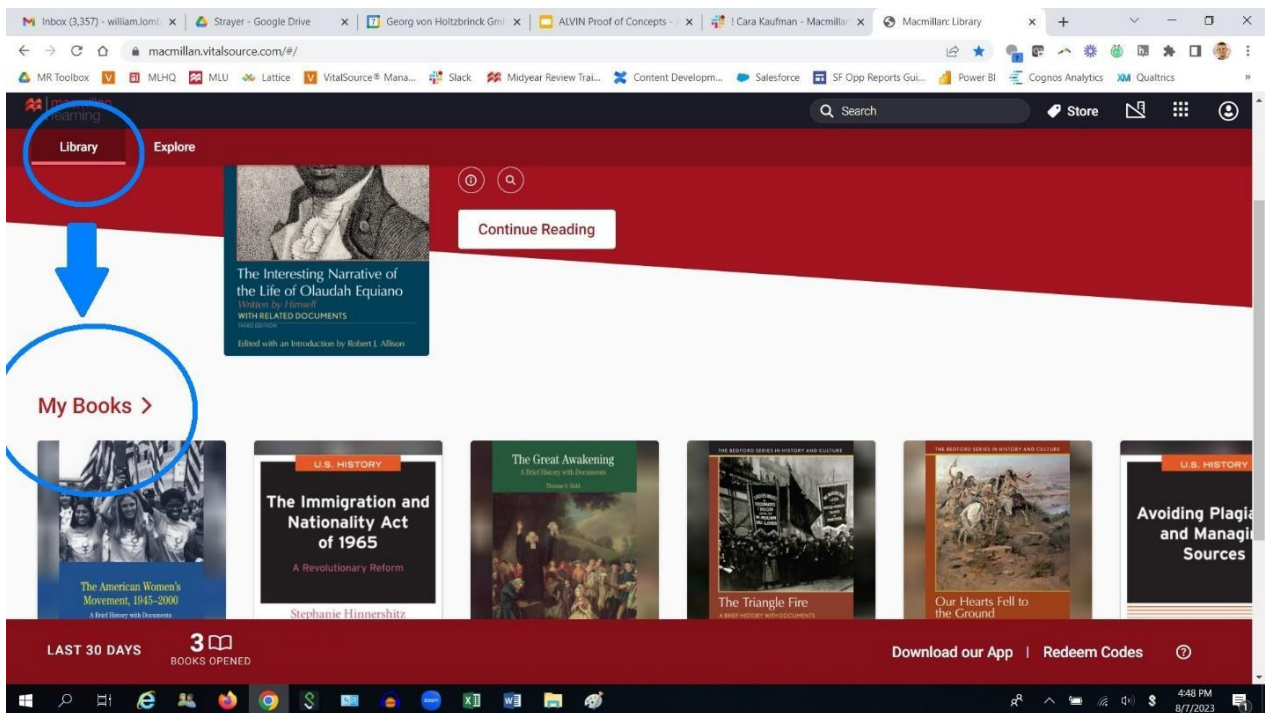 Inbox (3,357) - william.lomb
Strayer - Google Drive
Georg von Holtzbrinck Gm
ALVIN Proof of Concepts -
! Cara Kaufman - Macmillan
Macmillan: Library
macmillan.vitalsource.com/#/
MR Toolbox
MLHQ
MLU
Lattice
VitalSource® Mana...
Slack
Midyear Review Trai...
Content Developm...
Salesforce
SF Opp Reports Gui...
Power BI
Cognos Analytics
XM Qualtrics
»
macmillan
learning
Search
Store
Library
Explore
Continue Reading
The Interesting Narrative of
the Life of Olaudah Equiano
Written by Himself
WITH RELATED DOCUMENTS
THIRD EDITION
Edited with an Introduction by Robert J. Allison
My Books >
The American Women's
Movement, 1945–2000
A Brief History with Documents
U.S. HISTORY
The Immigration and
Nationality Act
of 1965
A Revolutionary Reform
Stephanie Hinnershitz
The Great Awakening
A Brief History with Documents
Thomas S. Kidd
THE BEDFORD SERIES IN HISTORY AND CULTURE
The Triangle Fire
A BRIEF HISTORY WITH DOCUMENTS
THE BEDFORD SERIES IN HISTORY AND CULTURE
Our Hearts Fell to
the Ground
U.S. HISTORY
Avoiding Plagia
and Managi
Sources
LAST 30 DAYS
3
BOOKS OPENED
Download our App | Redeem Codes
4:48 PM
8/7/2023